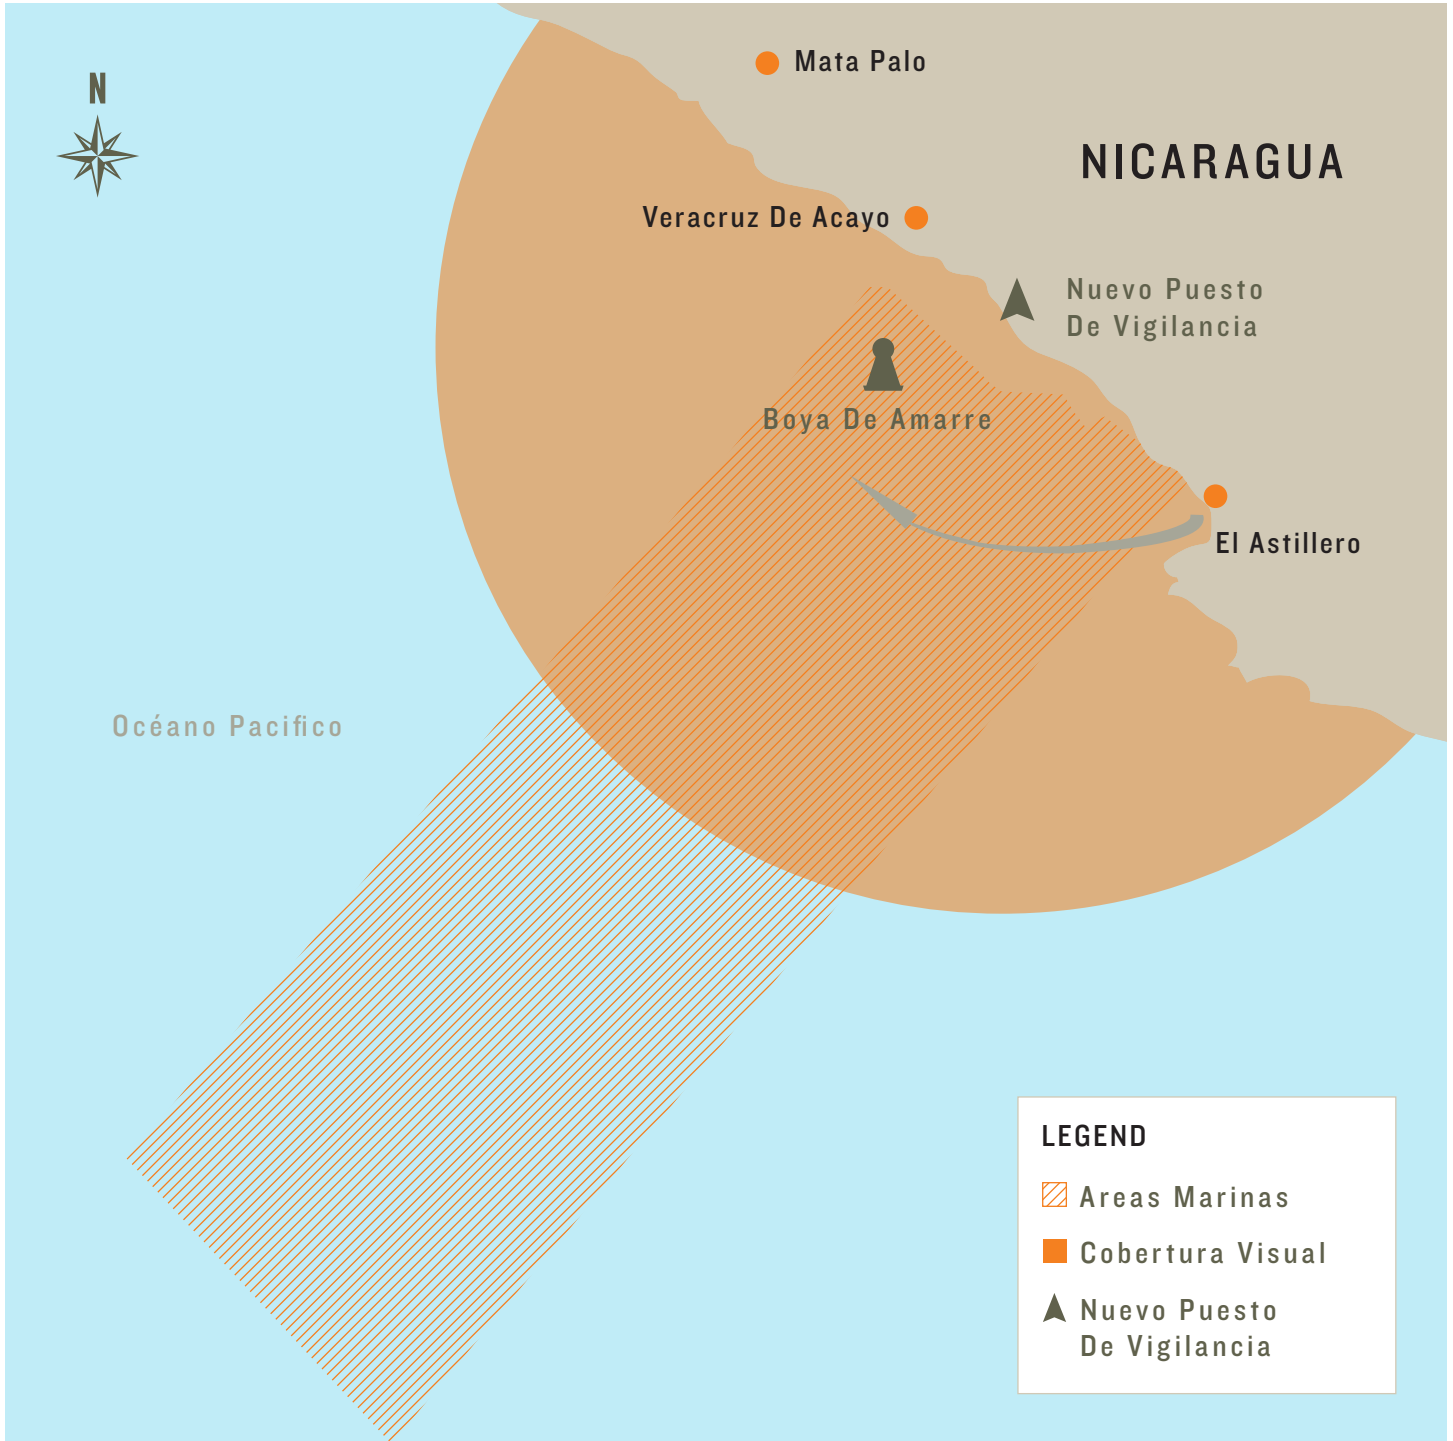 N
Mata Palo
NICARAGUA
Veracruz De Acayo
Nuevo Puesto
De Vigilancia
Boya De Amarre
El Astillero
Océano Pacifico
LEGEND
Areas Marinas
Cobertura Visual
Nuevo Puesto
De Vigilancia